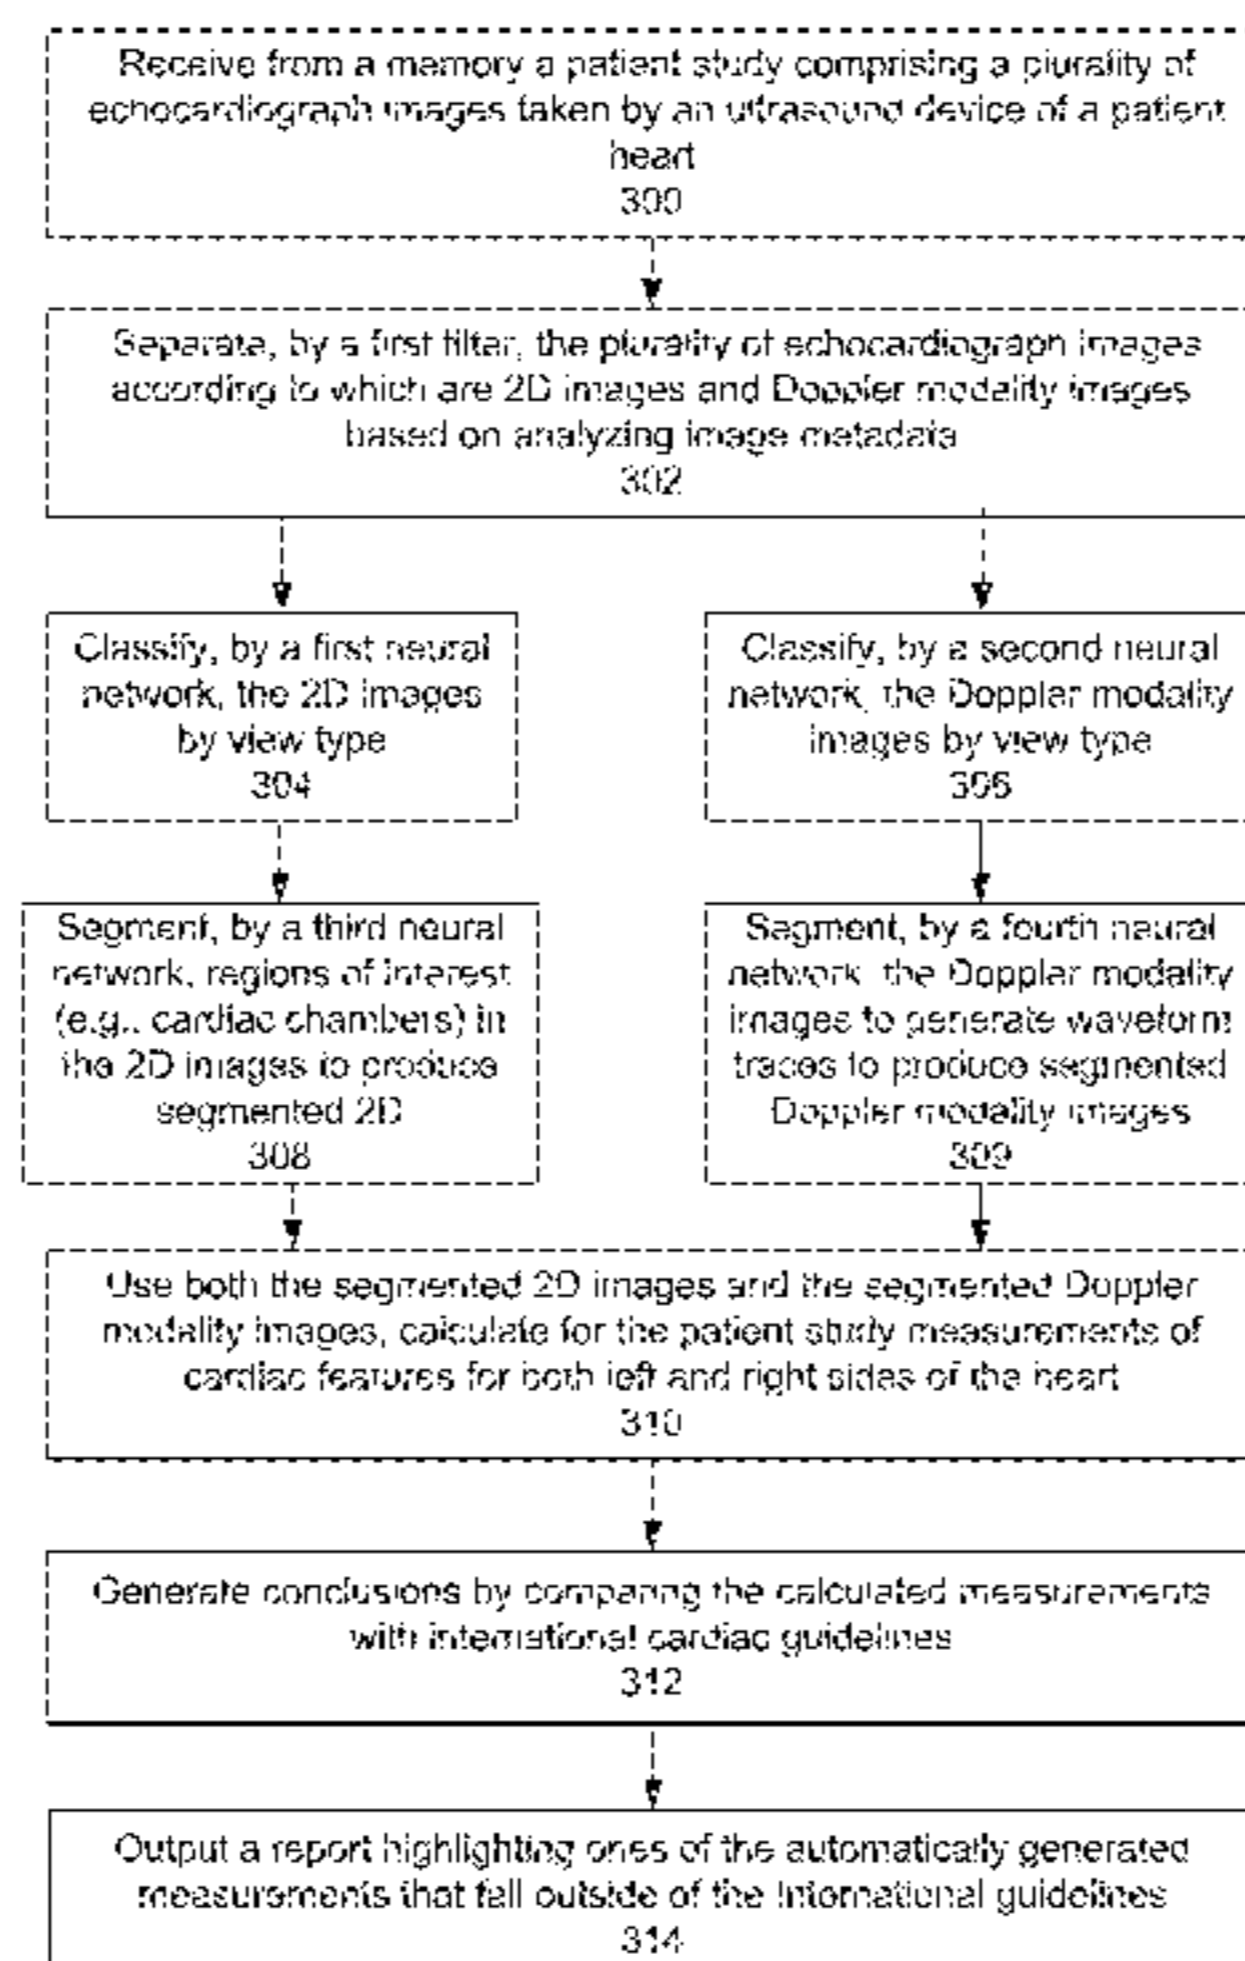 Receive from a memory a patient study comprising a plurality of
echocardiograph images taken by an ultrasound device of a patient
heart
300
Separate, by a first filter, the plurality of echocardiograph images
according to which are 2D images and Doppler modality images
based on analyzing image metadata
302
Classify, by a first neural
network, the 2D images
by view type
304
Classify, by a second neural
network, the Doppler modality
images by view type
306
Segment, by a third neural
network, regions of interest
(e.g., cardiac chambers) in
the 2D images to produce
segmented 2D
308
Segment, by a fourth neural
network, the Doppler modality
images to generate waveform
traces to produce segmented
Doppler modality images
309
Use both the segmented 2D images and the segmented Doppler
modality images, calculate for the patient study measurements of
cardiac features for both left and right sides of the heart
310
Generate conclusions by comparing the calculated measurements
with international cardiac guidelines
312
Output a report highlighting ones of the automatically generated
measurements that fall outside of the International guidelines
314